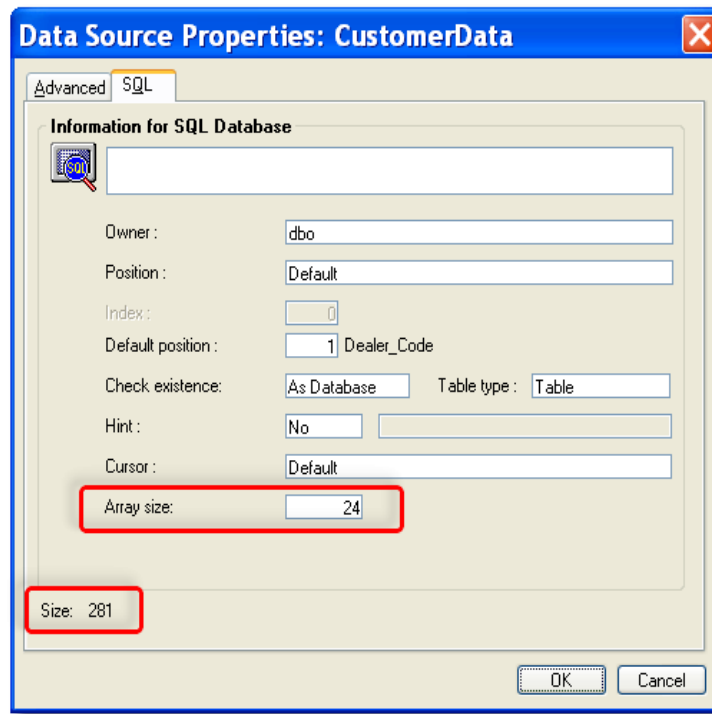 Data Source Properties: CustomerData
Advanced SQL
Information for SQL Database
SQL
Owner : dbo
Position : Default
Index : 0
Default position : 1 Dealer_Code
Check existence: As Database Table type : Table
Hint : No
Cursor : Default
Array size: 24
Size: 281
OK Cancel